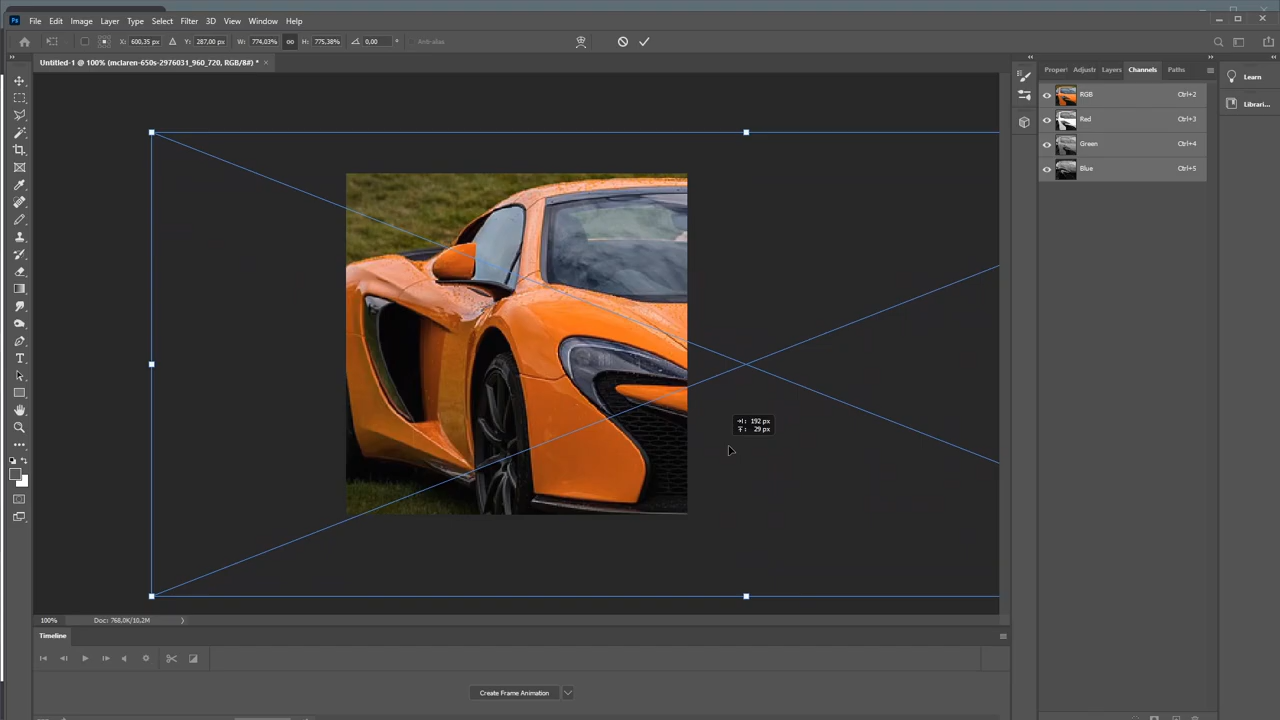 Ps File Edit Image Layer Type Select Filter 3D View Window Help
X: 600,35 px Y: 287,00 px W: 774,03% H: 775,38% 0,00 ° Anti-alias
Untitled-1 @ 100% (mclaren-650s-2976031_960_720, RGB/8#) * ×
Proper Adjustr Layers Channels Paths
Learn
RGB Ctrl+2
Librari...
Red Ctrl+3
Green Ctrl+4
Blue Ctrl+5
192 px
29 px
100% Doc: 768,0K/10,2M
Timeline
Create Frame Animation